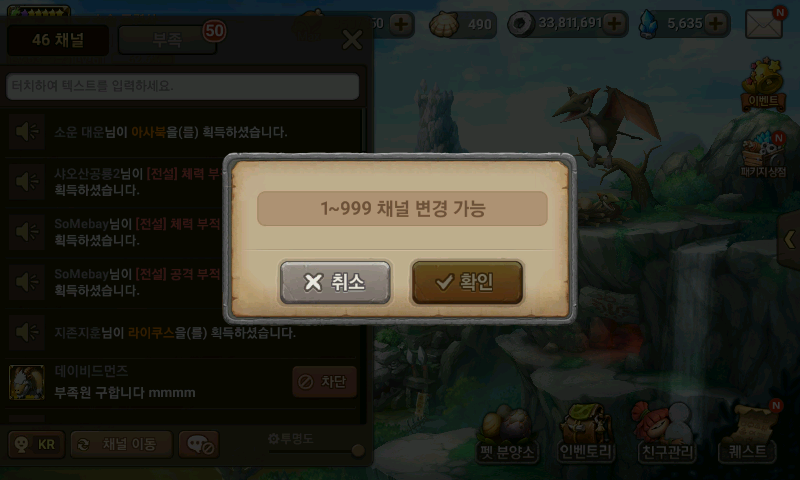 46 채널
부족
50
50
490
33,811,691
5,635
N
터치하여 텍스트를 입력하세요.
소운 대운님이 아사북을(를) 획득하셨습니다.
샤오산공룡2님이 [전설] 체력 부적
획득하셨습니다.
SoMebay님이 [전설] 체력 부적
획득하셨습니다.
SoMebay님이 [전설] 공격 부적
획득하셨습니다.
지존지훈님이 라이쿠스을(를) 획득하셨습니다.
데이비드먼즈
부족원 구합니다 mmmm
차단
KR
채널 이동
투명도
1~999 채널 변경 가능
취소
확인
이벤트
N
패키지상점
펫 분양소
인벤토리
친구관리
N
퀘스트